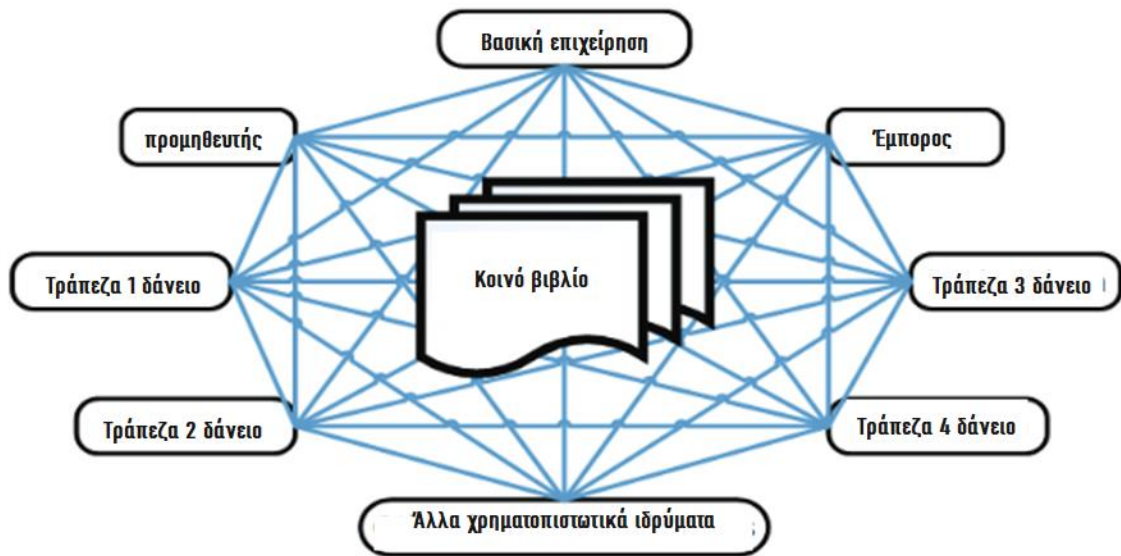 Βασική επιχείρηση
προμηθευτής
Έμπορος
Κοινό βιβλίο
Τράπεζα 1 δάνειο
Τράπεζα 3 δάνειο
Τράπεζα 2 δάνειο
Τράπεζα 4 δάνειο
Άλλα χρηματοπιστωτικά ιδρύματα